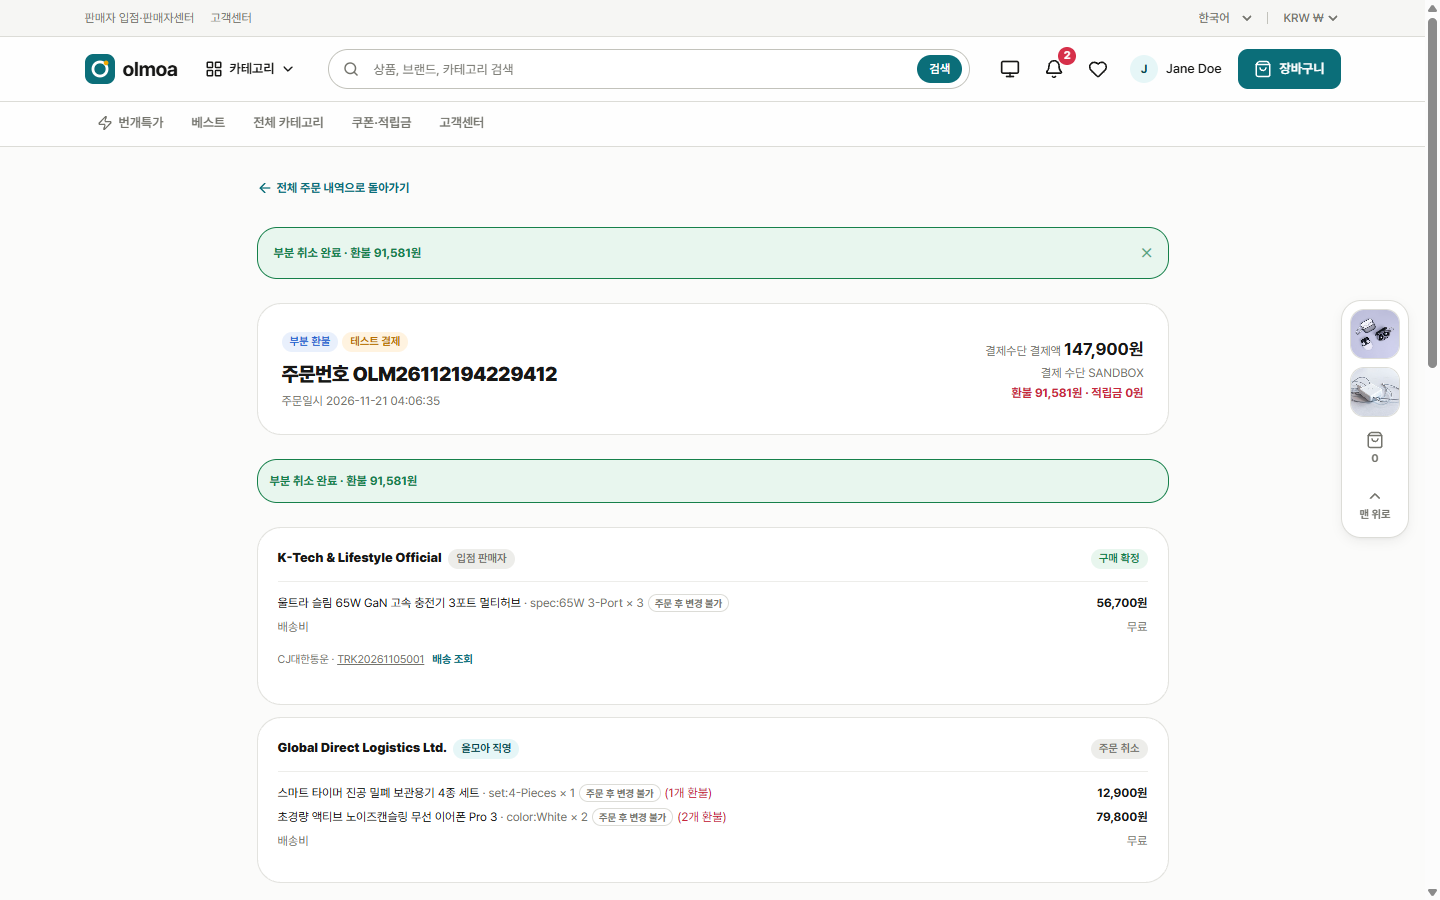 판매자 입점·판매자센터 고객센터 한국어 KRW ₩
olmoa 카테고리 상품, 브랜드, 카테고리 검색 검색 2 J Jane Doe 장바구니
번개특가 베스트 전체 카테고리 쿠폰·적립금 고객센터
전체 주문 내역으로 돌아가기
부분 취소 완료 · 환불 91,581원
부분 환불 테스트 결제
주문번호 OLM26112194229412
주문일시 2026-11-21 04:06:35
결제수단 결제액 147,900원
결제 수단 SANDBOX
환불 91,581원 · 적립금 0원
부분 취소 완료 · 환불 91,581원
K-Tech & Lifestyle Official 입점 판매자 구매 확정
울트라 슬림 65W GaN 고속 충전기 3포트 멀티허브 · spec:65W 3-Port × 3 주문 후 변경 불가 56,700원
배송비 무료
CJ대한통운 · TRK20261105001 배송 조회
Global Direct Logistics Ltd. 올모아 직영 주문 취소
스마트 타이머 진공 밀폐 보관용기 4종 세트 · set:4-Pieces × 1 주문 후 변경 불가 (1개 환불) 12,900원
초경량 액티브 노이즈캔슬링 무선 이어폰 Pro 3 · color:White × 2 주문 후 변경 불가 (2개 환불) 79,800원
배송비 무료
0
맨 위로